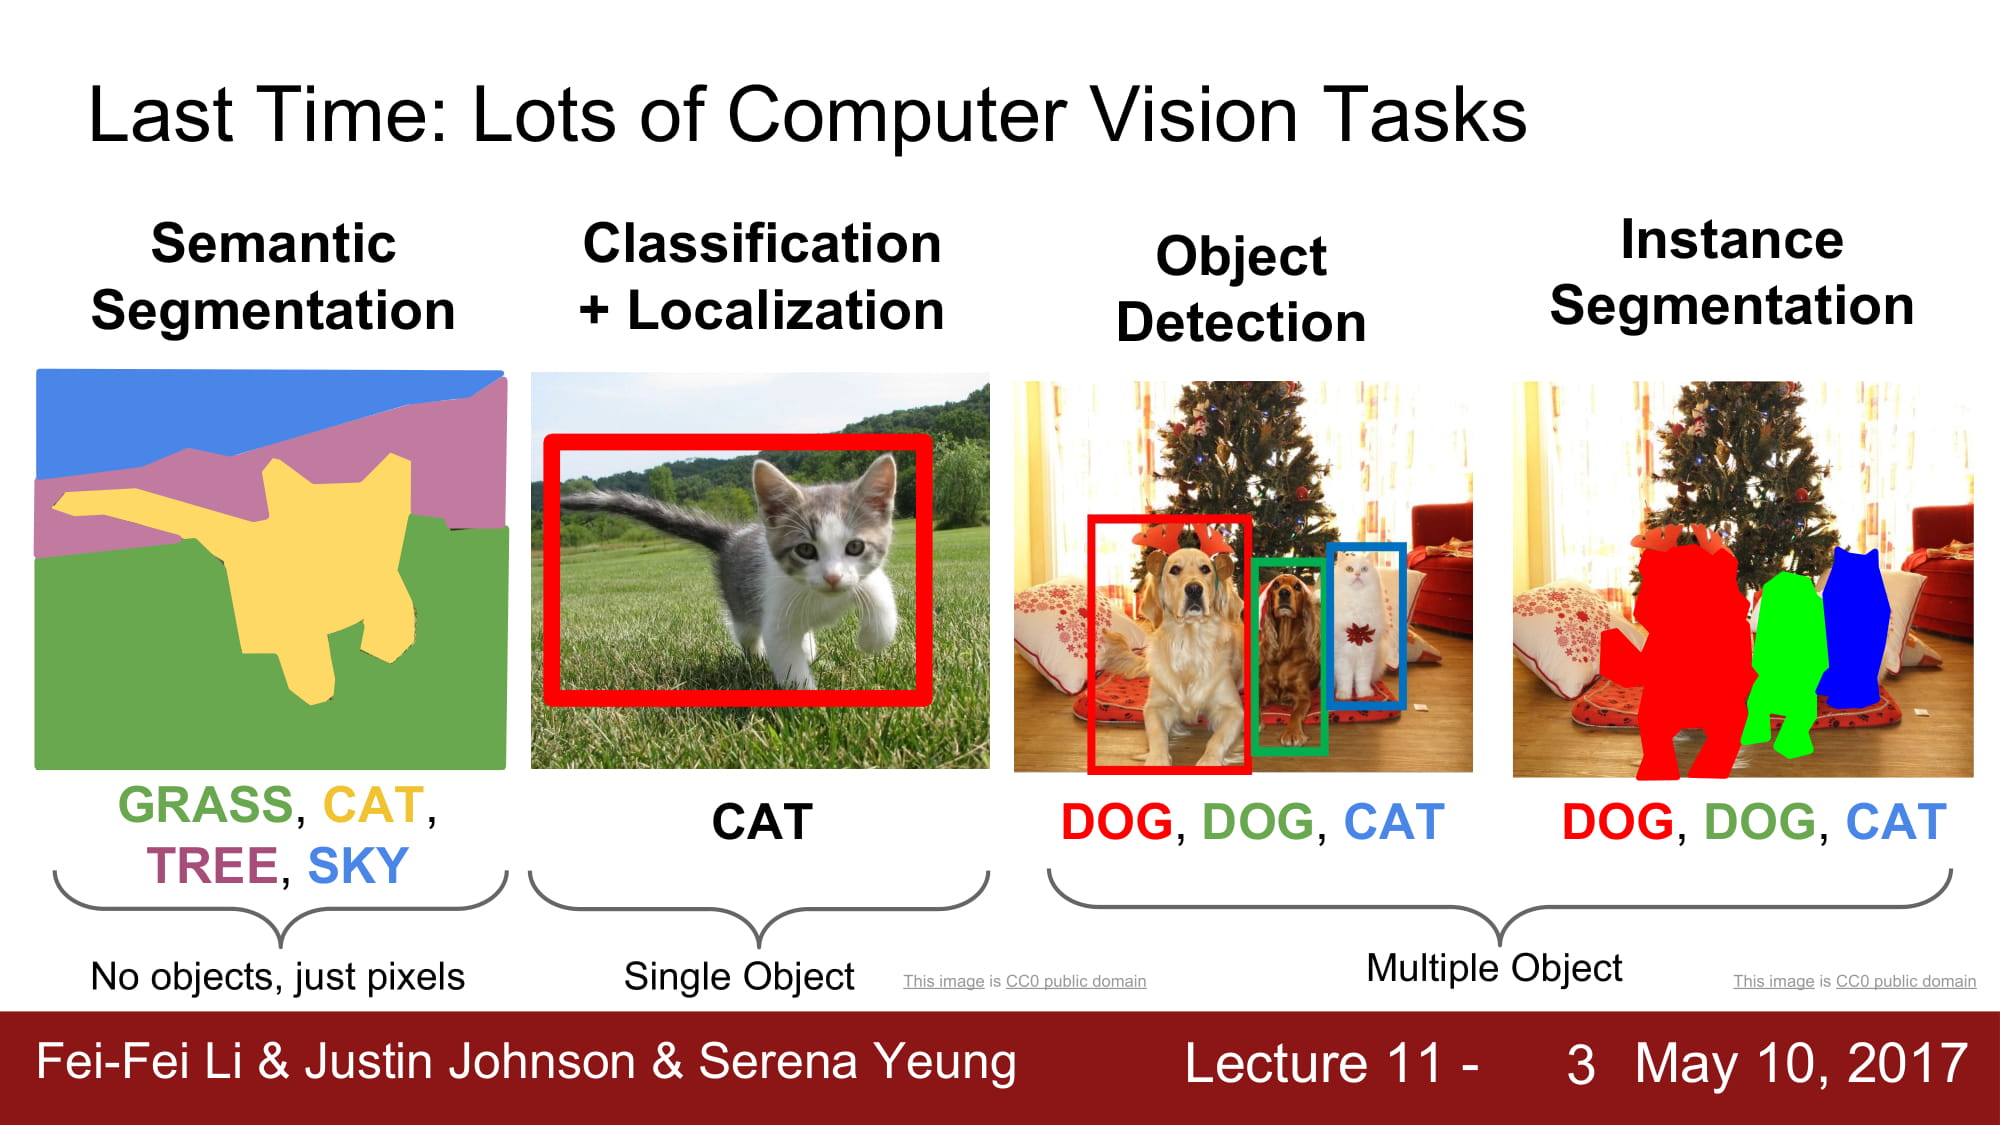 Last Time: Lots of Computer Vision Tasks
Semantic
Segmentation
Classification
+ Localization
Object
Detection
Instance
Segmentation
GRASS, CAT,
TREE, SKY
CAT
DOG, DOG, CAT
DOG, DOG, CAT
No objects, just pixels
Single Object
This image is CC0 public domain
Multiple Object
This image is CC0 public domain
Fei-Fei Li & Justin Johnson & Serena Yeung
Lecture 11 - 3 May 10, 2017